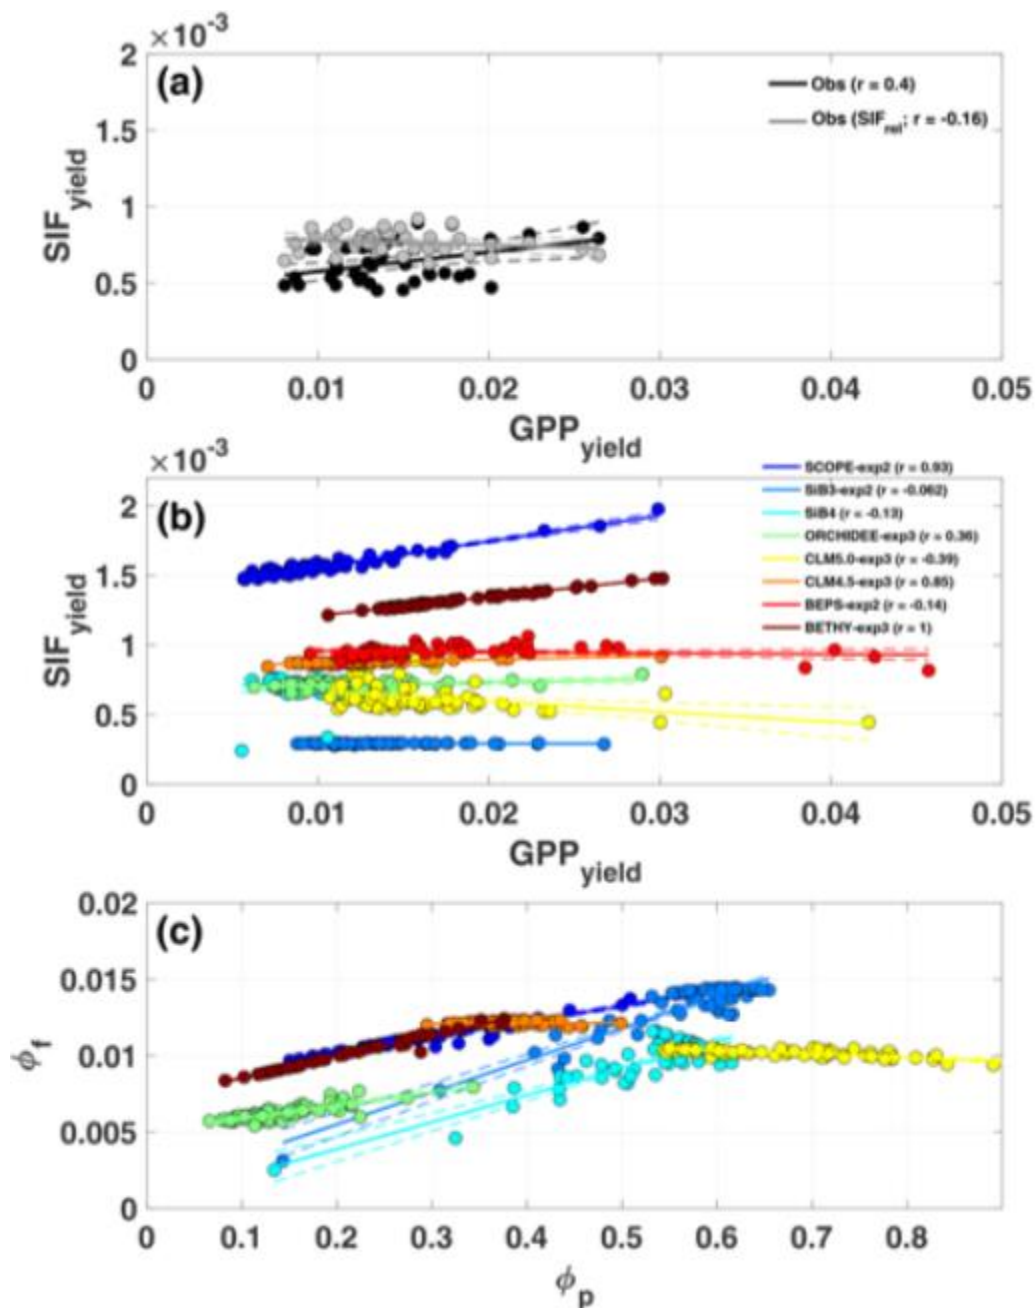 ×10⁻³
2
1.5
1
0.5
0
(a)
Obs (r = 0.4)
Obs (SIF_rel; r = -0.16)
SIF_yield
0 0.01 0.02 0.03 0.04 0.05
GPP_yield
×10⁻³
2
1.5
1
0.5
0
(b)
SCOPE-exp2 (r = 0.93)
SiB3-exp2 (r = -0.062)
SiB4 (r = -0.13)
ORCHIDEE-exp3 (r = 0.36)
CLM5.0-exp3 (r = -0.39)
CLM4.5-exp3 (r = 0.85)
BEPS-exp2 (r = -0.14)
BETHY-exp3 (r = 1)
SIF_yield
0 0.01 0.02 0.03 0.04 0.05
GPP_yield
0.02
0.015
0.01
0.005
0
(c)
ϕ_f
0 0.1 0.2 0.3 0.4 0.5 0.6 0.7 0.8
ϕ_p